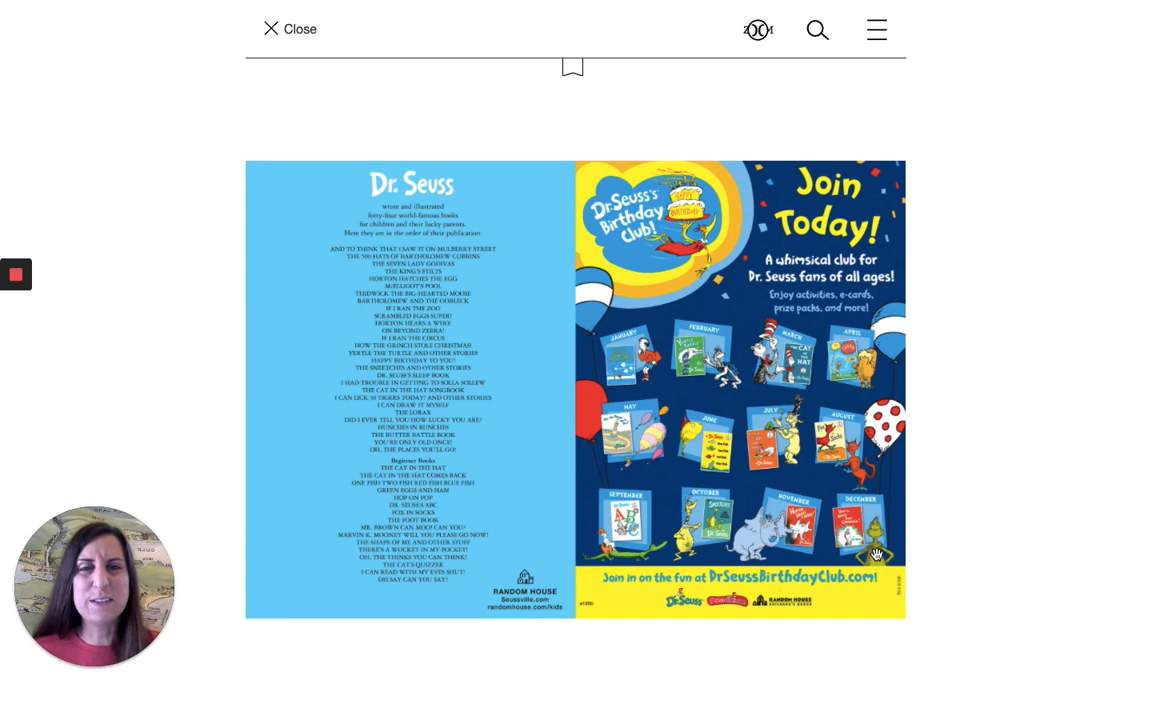 Close
Dr. Seuss
wrote and illustrated
forty-four world-famous books
for children and their lucky parents.
Here they are in the order of their publication:
AND TO THINK THAT I SAW IT ON MULBERRY STREET
THE 500 HATS OF BARTHOLOMEW CUBBINS
THE SEVEN LADY GODIVAS
THE KING'S STILTS
HORTON HATCHES THE EGG
McELLIGOT'S POOL
THIDWICK THE BIG-HEARTED MOOSE
BARTHOLOMEW AND THE OOBLECK
IF I RAN THE ZOO
SCRAMBLED EGGS SUPER!
HORTON HEARS A WHO!
ON BEYOND ZEBRA!
IF I RAN THE CIRCUS
HOW THE GRINCH STOLE CHRISTMAS!
YERTLE THE TURTLE AND OTHER STORIES
HAPPY BIRTHDAY TO YOU!
THE SNEETCHES AND OTHER STORIES
DR. SEUSS'S SLEEP BOOK
I HAD TROUBLE IN GETTING TO SOLLA SOLLEW
THE CAT IN THE HAT SONGBOOK
I CAN LICK 30 TIGERS TODAY! AND OTHER STORIES
I CAN DRAW IT MYSELF
THE LORAX
DID I EVER TELL YOU HOW LUCKY YOU ARE?
HUNCHES IN BUNCHES
THE BUTTER BATTLE BOOK
YOU'RE ONLY OLD ONCE!
OH, THE PLACES YOU'LL GO!
Beginner Books
THE CAT IN THE HAT
THE CAT IN THE HAT COMES BACK
ONE FISH TWO FISH RED FISH BLUE FISH
GREEN EGGS AND HAM
HOP ON POP
DR. SEUSS'S ABC
FOX IN SOCKS
THE FOOT BOOK
MR. BROWN CAN MOO! CAN YOU?
MARVIN K. MOONEY WILL YOU PLEASE GO NOW!
THE SHAPE OF ME AND OTHER STUFF
THERE'S A WOCKET IN MY POCKET!
OH, THE THINKS YOU CAN THINK!
THE CAT'S QUIZZER
I CAN READ WITH MY EYES SHUT!
OH SAY CAN YOU SAY?
RANDOM HOUSE
Seussville.com
randomhouse.com/kids
Dr. Seuss's
Birthday
Club!
HAPPY
BIRTHDAY
Join
Today!
A whimsical club for
Dr. Seuss fans of all ages!
Enjoy activities, e-cards,
prize packs, and more!
JANUARY
FEBRUARY
MARCH
APRIL
MAY
JUNE
JULY
AUGUST
SEPTEMBER
OCTOBER
NOVEMBER
DECEMBER
Join in on the fun at DrSeussBirthdayClub.com!
Dr. Seuss
RANDOM HOUSE
CHILDREN'S BOOKS